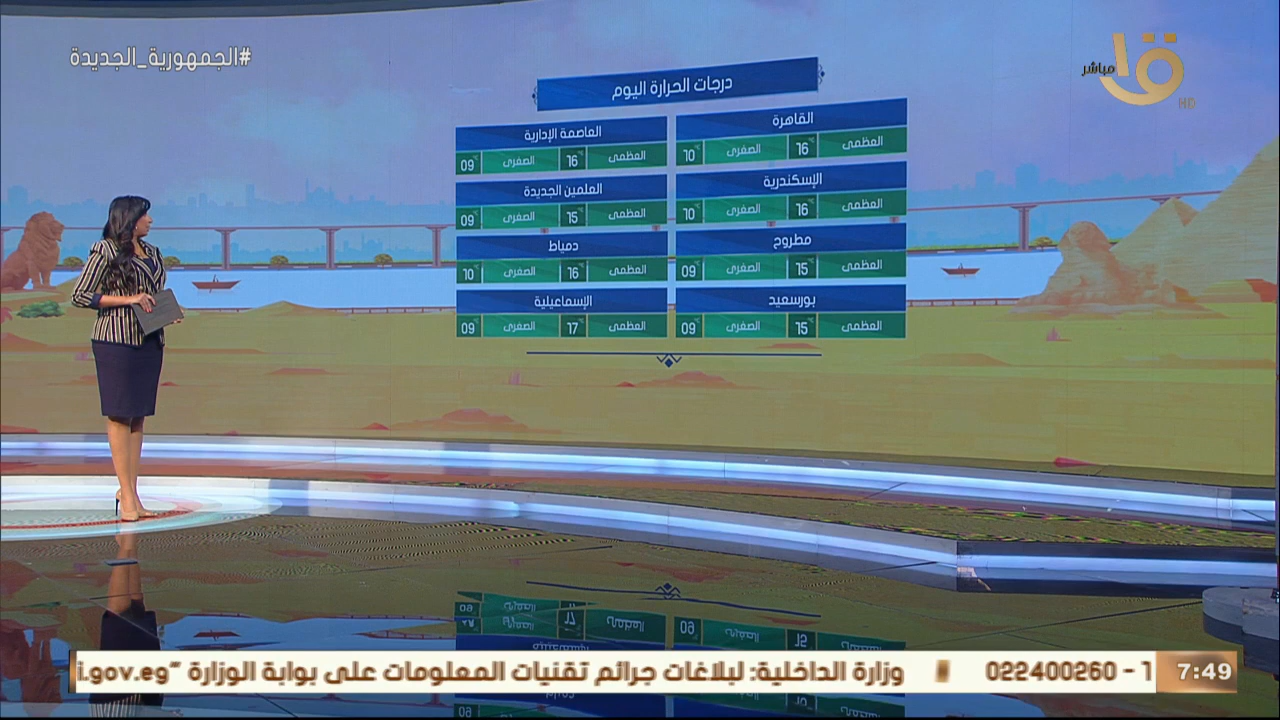 #الجمهورية_الجديدة
مباشر
HD
درجات الحرارة اليوم
القاهرة
العظمى 16°c الصغرى 10°c
العاصمة الإدارية
العظمى 16°c الصغرى 09°c
الإسكندرية
العظمى 16°c الصغرى 10°c
العلمين الجديدة
العظمى 15°c الصغرى 09°c
مطروح
العظمى 15°c الصغرى 09°c
دمياط
العظمى 16°c الصغرى 10°c
بورسعيد
العظمى 15°c الصغرى 09°c
الإسماعيلية
العظمى 17°c الصغرى 09°c
7:49
022400260 - 1
وزارة الداخلية: لبلاغات جرائم تقنيات المعلومات على بوابة الوزارة "i.gov.eg